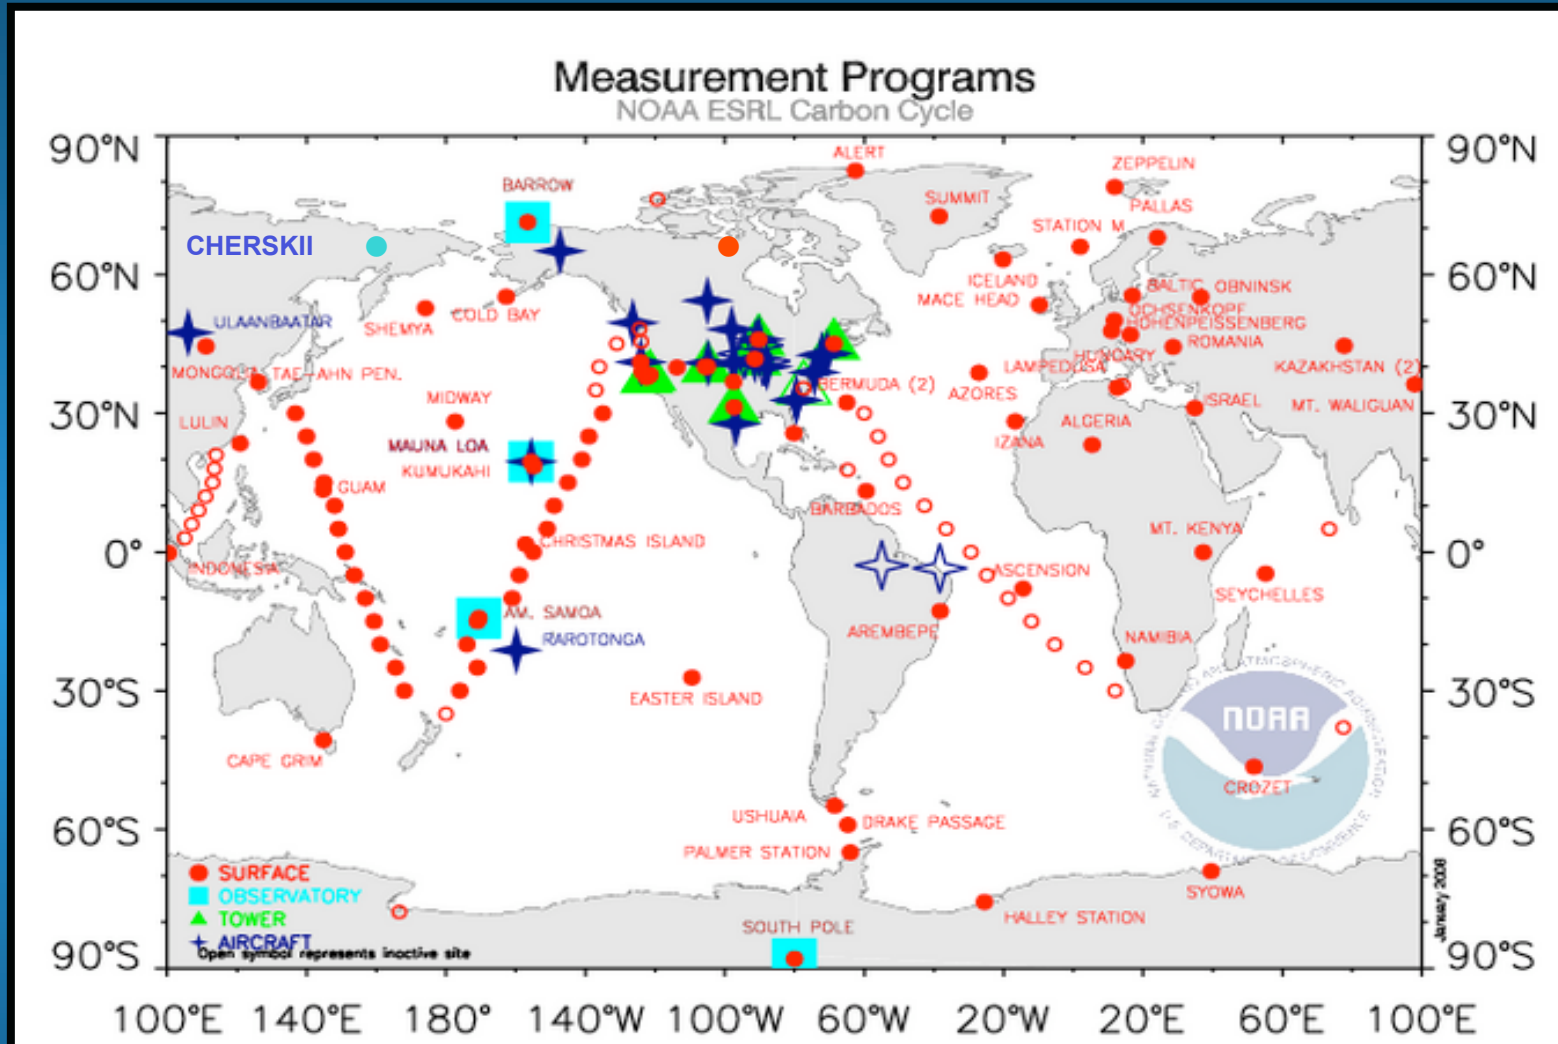 Measurement Programs
NOAA ESRL Carbon Cycle
90°N
90°N
ALERT
ZEPPELIN
BARROW
SUMMIT
PALLAS
STATION M
CHERSKII
60°N
60°N
ICELAND
MACE HEAD
BALTIC
OBNINSK
OCHSENKOPF
HOHENPEISSENBERG
ULAANBAATAR
SHEMYA
COLD BAY
ROMANIA
HUNGARY
LAMPEDUSA
KAZAKHSTAN (2)
MONGOLIA
TAE-AHN PEN.
BERMUDA (2)
AZORES
MIDWAY
ISRAEL
MT. WALIGUAN
30°N
30°N
LULIN
ALGERIA
IZANA
MAUNA LOA
KUMUKAHI
GUAM
BARBADOS
MT. KENYA
CHRISTMAS ISLAND
0°
0°
INDONESIA
ASCENSION
SEYCHELLES
AM. SAMOA
RAROTONGA
AREMBEPE
NAMIBIA
30°S
30°S
EASTER ISLAND
NOAA
CAPE GRIM
CROZET
USHUAIA
DRAKE PASSAGE
60°S
60°S
PALMER STATION
SURFACE
OBSERVATORY
TOWER
AIRCRAFT
Open symbol represents inactive site
SYOWA
HALLEY STATION
SOUTH POLE
January 2008
90°S
90°S
100°E 140°E 180° 140°W 100°W 60°W 20°W 20°E 60°E 100°E